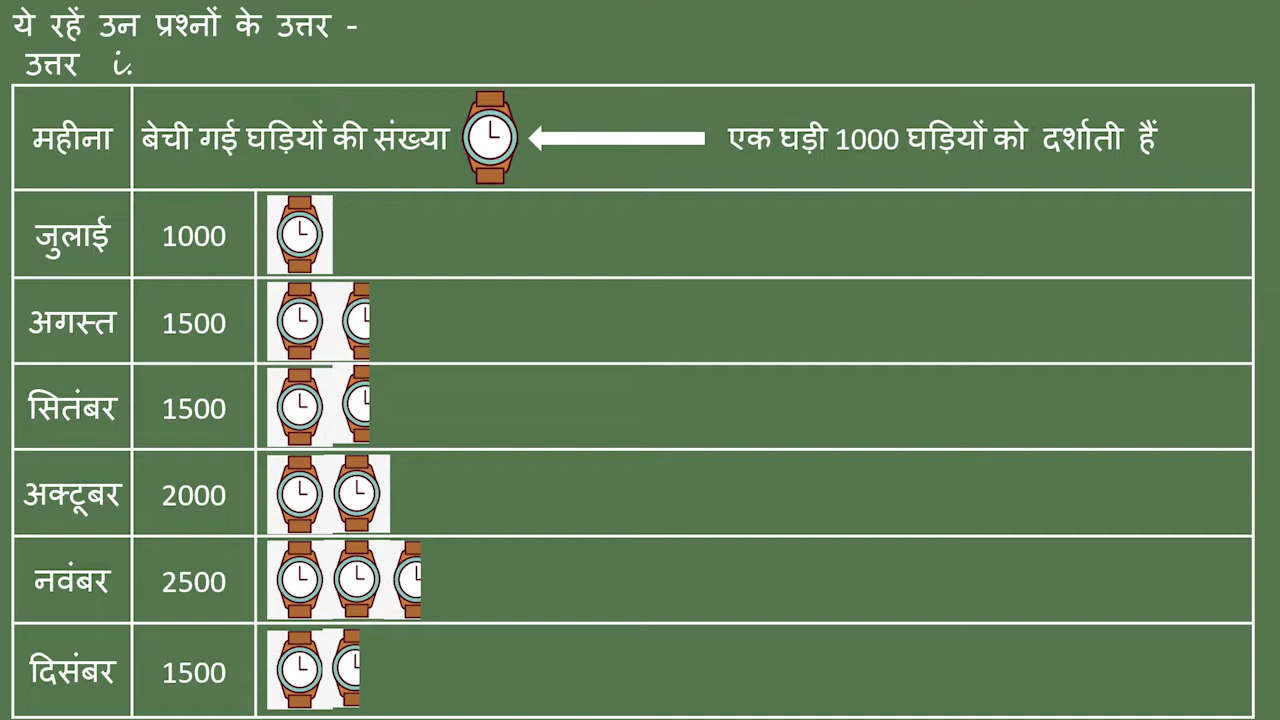 ये रहें उन प्रश्नों के उत्तर -
उत्तर i.
महीना बेची गई घड़ियों की संख्या एक घड़ी 1000 घड़ियों को दर्शाती हैं
जुलाई 1000
अगस्त 1500
सितंबर 1500
अक्टूबर 2000
नवंबर 2500
दिसंबर 1500